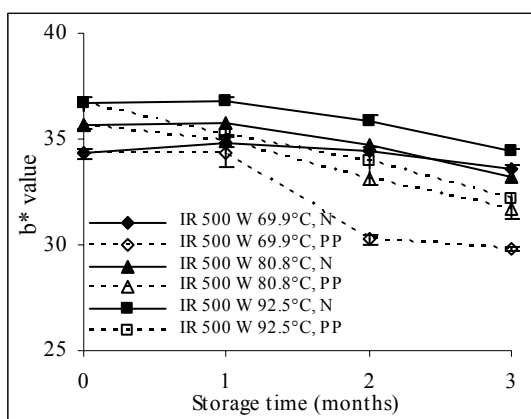 40
35
30
25
b* value
IR 500 W 69.9°C, N
IR 500 W 69.9°C, PP
IR 500 W 80.8°C, N
IR 500 W 80.8°C, PP
IR 500 W 92.5°C, N
IR 500 W 92.5°C, PP
0 1 2 3
Storage time (months)